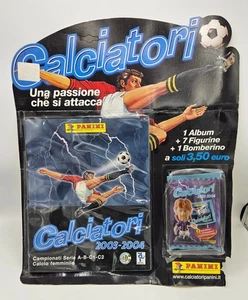 Calciatori
Una passione
che si attacca
1 Album
+ 7 Figurine
+ 1 Bomberino
a soli 3,50 euro
PANINI
Calciatori
2003-2004
Campionati Serie A-B-C1-C2
Calcio femminile
Calciatori
PANINI
www.calciatoripanini.it